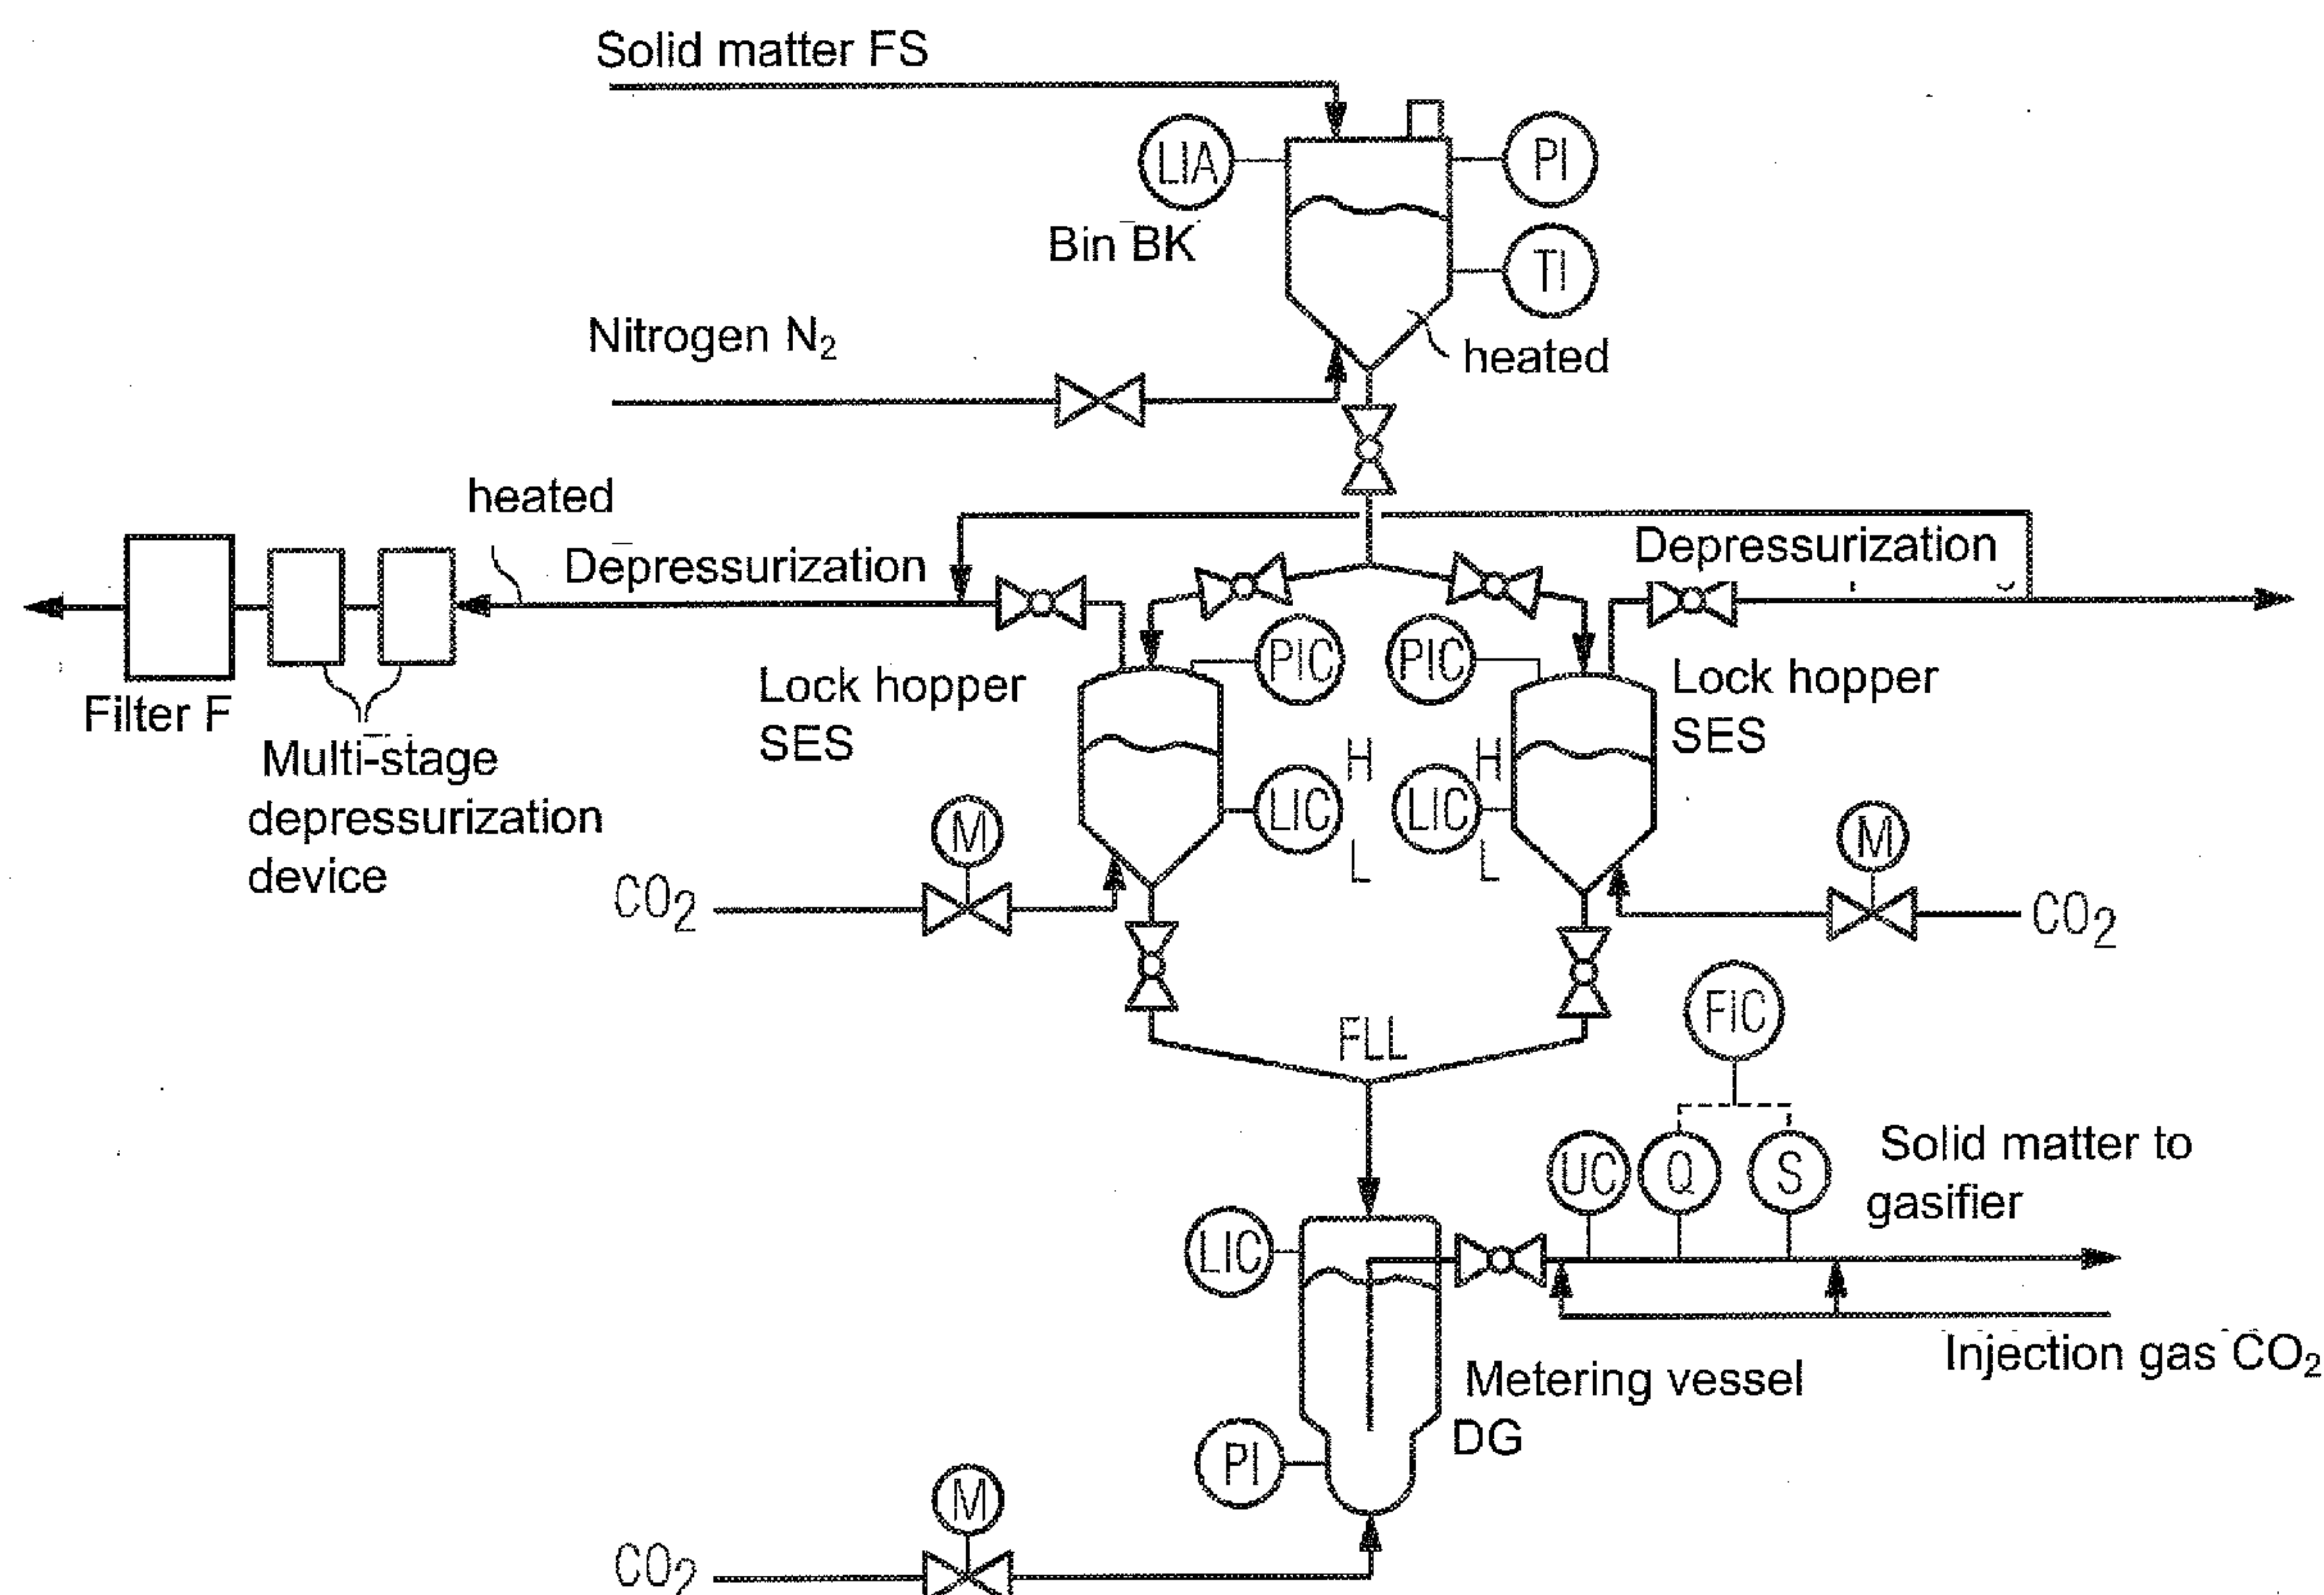 Solid matter FS
LIA
PI
Bin BK
TI
Nitrogen N₂
heated
heated
Depressurization
Depressurization
PIC
PIC
Lock hopper
SES
Lock hopper
SES
Filter F
Multi-stage
depressurization
device
H
H
LIC
LIC
L
L
M
M
CO₂
CO₂
FIC
FLL
UC
Q
S
Solid matter to
gasifier
LIC
Injection gas CO₂
Metering vessel
DG
PI
M
CO₂